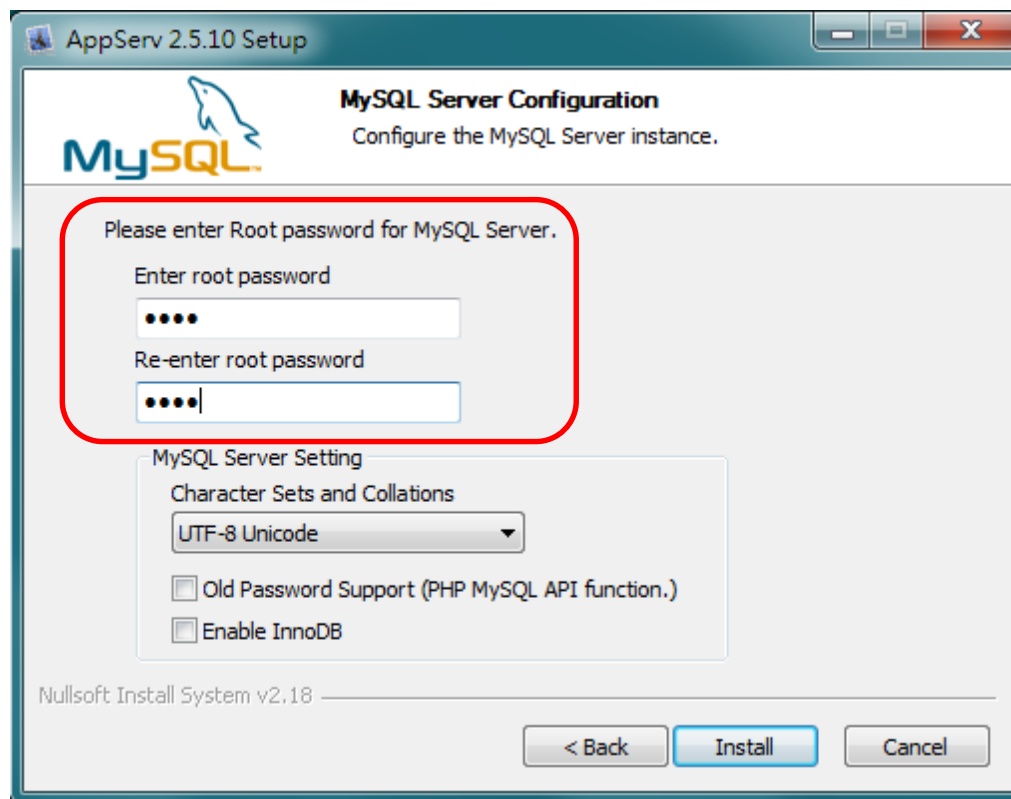 AppServ 2.5.10 Setup
MySQL™
MySQL Server Configuration
Configure the MySQL Server instance.
Please enter Root password for MySQL Server.
Enter root password
••••
Re-enter root password
••••
MySQL Server Setting
Character Sets and Collations
UTF-8 Unicode
Old Password Support (PHP MySQL API function.)
Enable InnoDB
Nullsoft Install System v2.18
< Back Install Cancel